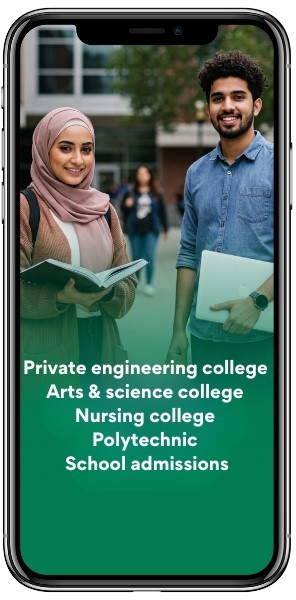 Private engineering college
Arts & science college
Nursing college
Polytechnic
School admissions